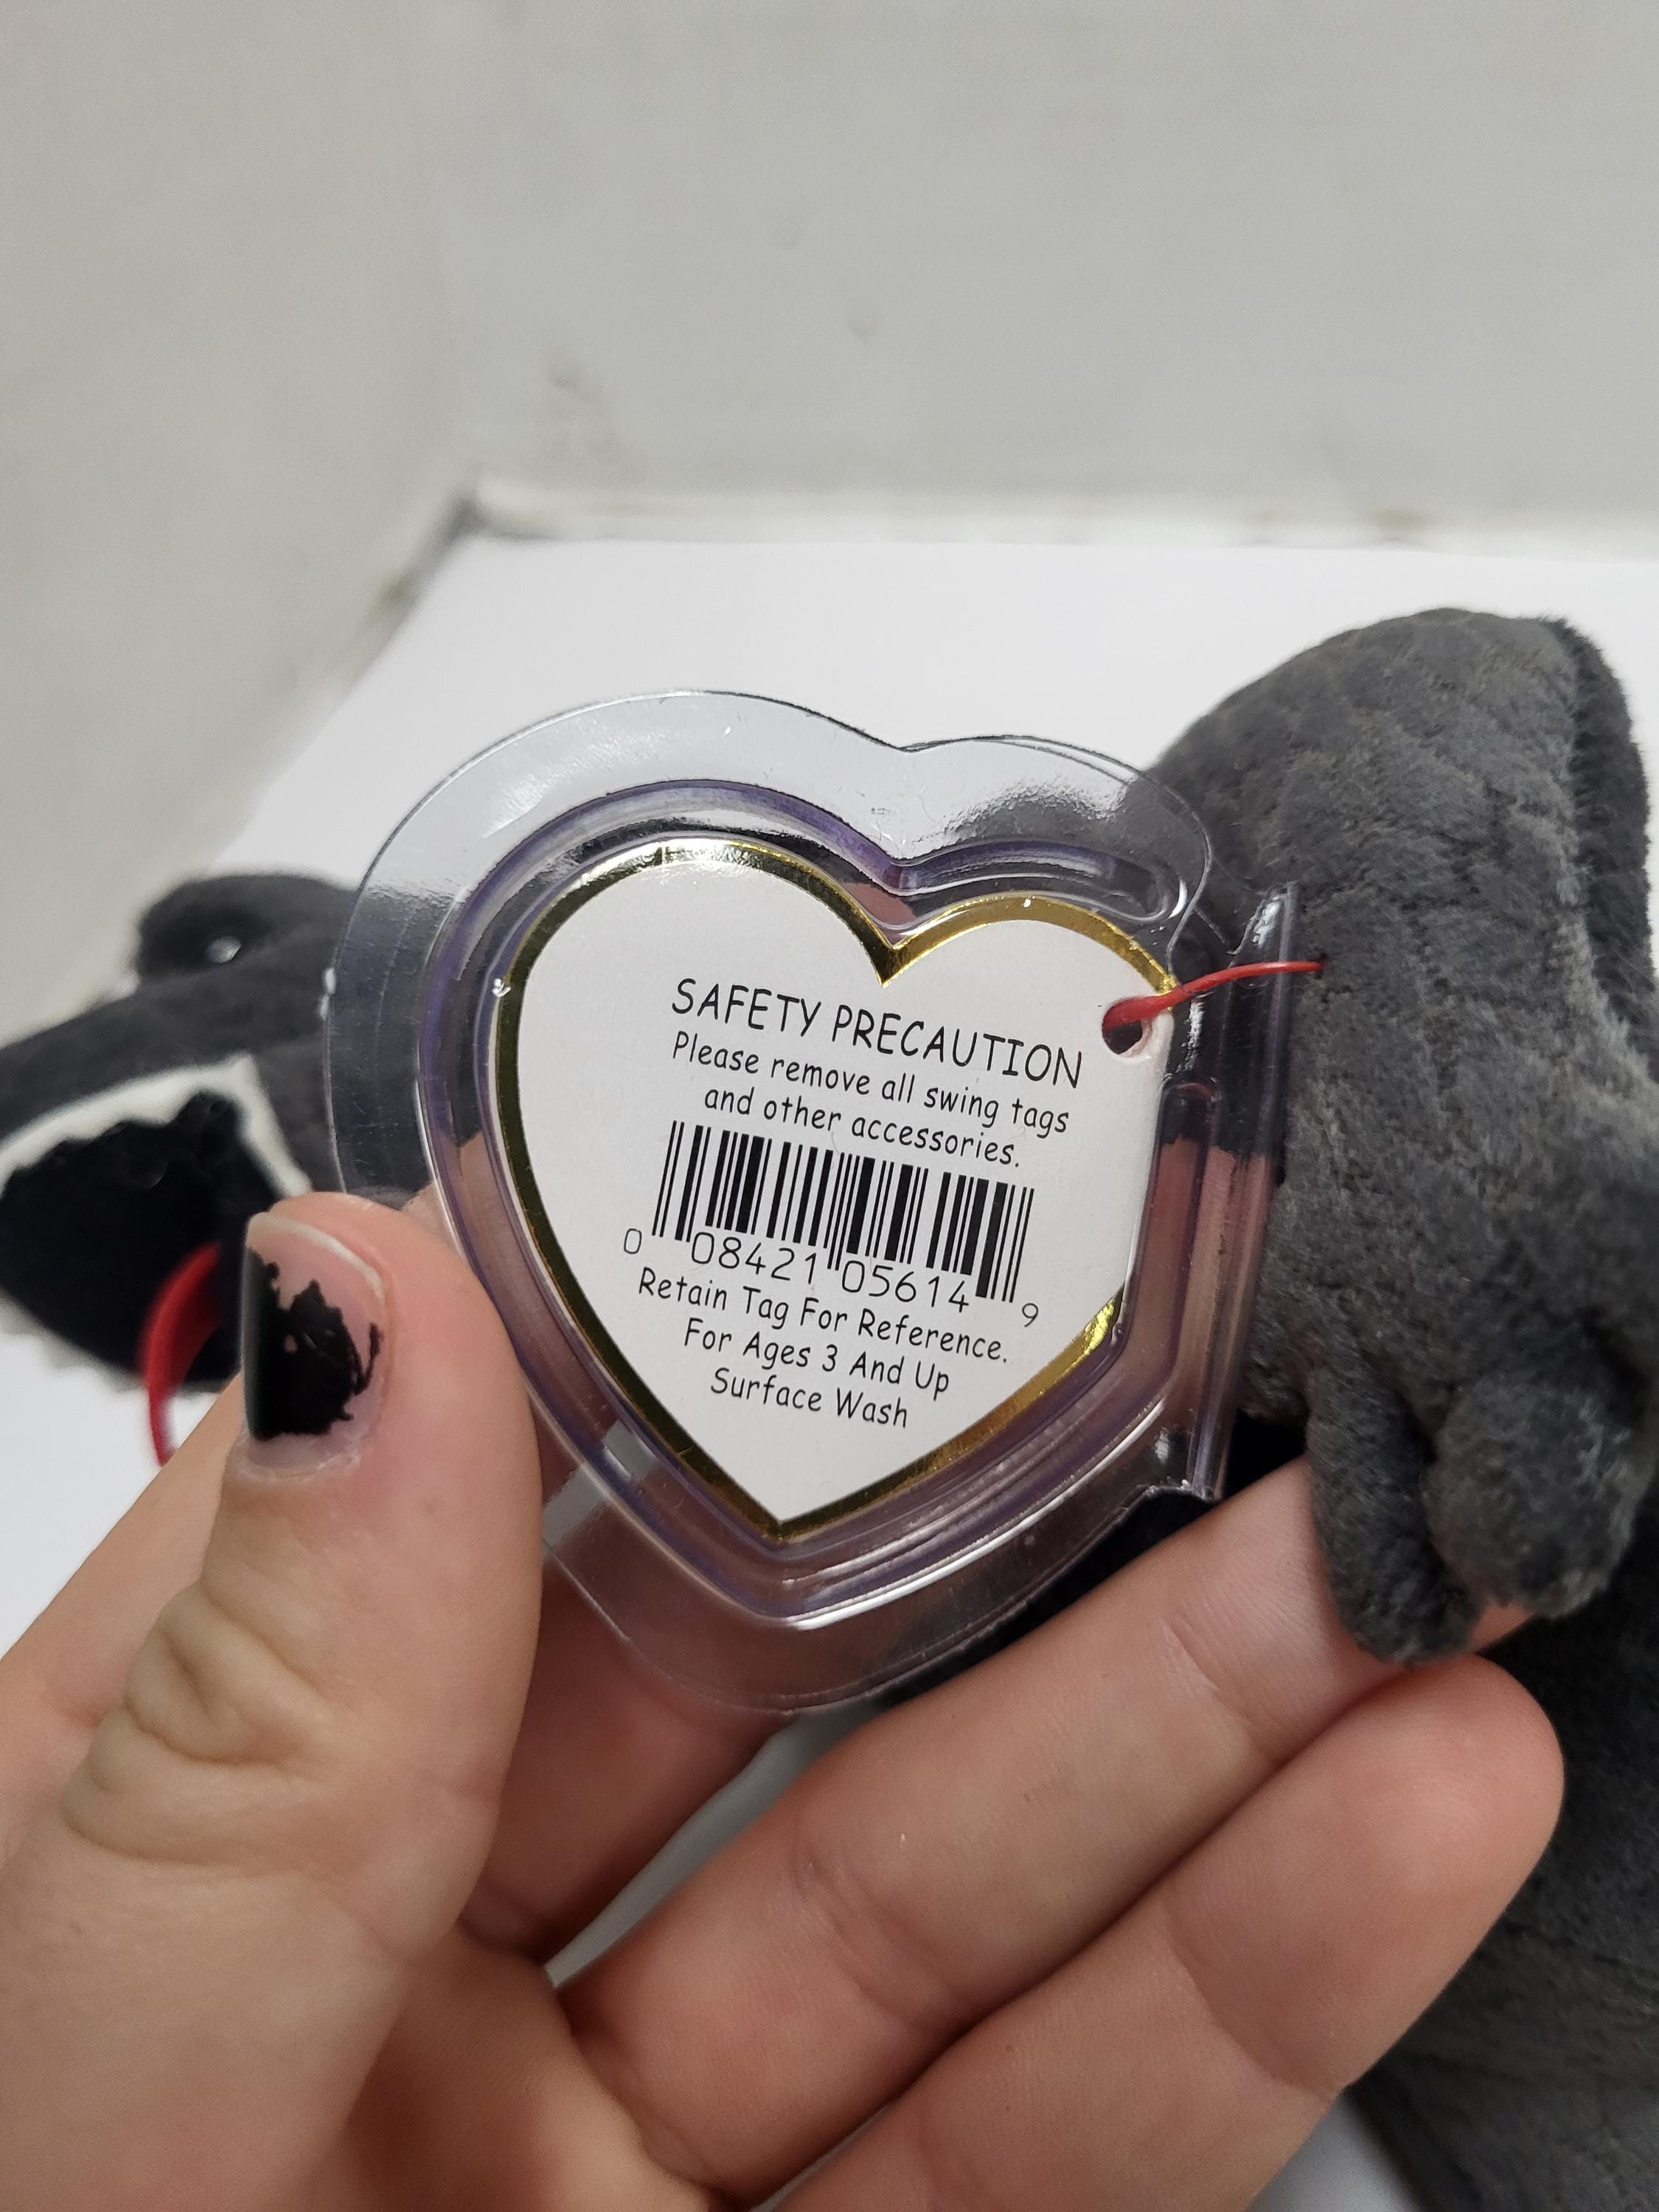 SAFETY PRECAUTION
Please remove all swing tags
and other accessories.
0 08421 05614 9
Retain Tag For Reference.
For Ages 3 And Up
Surface Wash